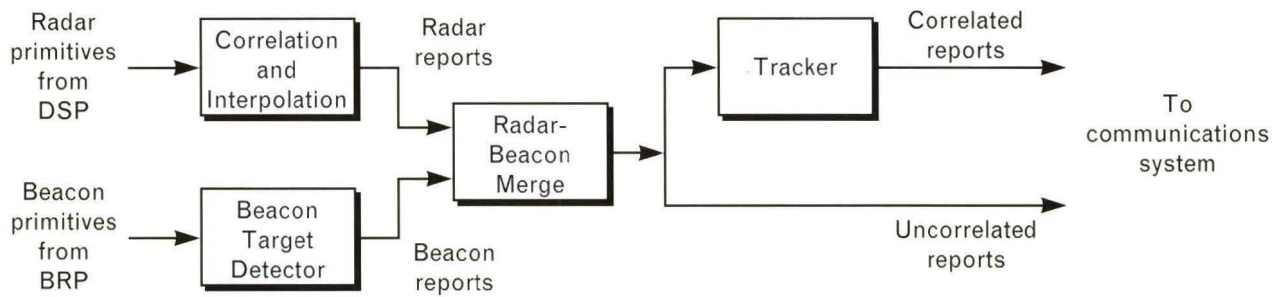 Radar
primitives
from
DSP
Correlation
and
Interpolation
Radar
reports
Beacon
primitives
from
BRP
Beacon
Target
Detector
Beacon
reports
Radar-
Beacon
Merge
Tracker
Correlated
reports
Uncorrelated
reports
To
communications
system